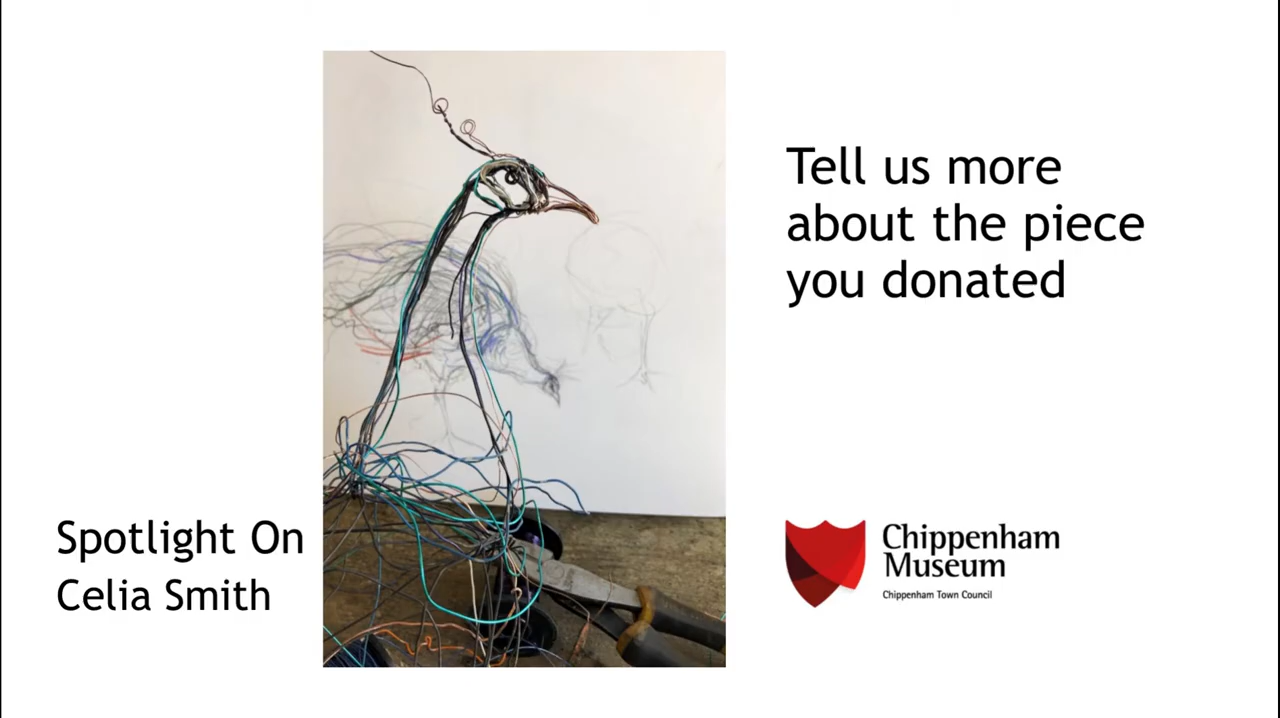 Tell us more
about the piece
you donated
Spotlight On
Celia Smith
Chippenham
Museum
Chippenham Town Council